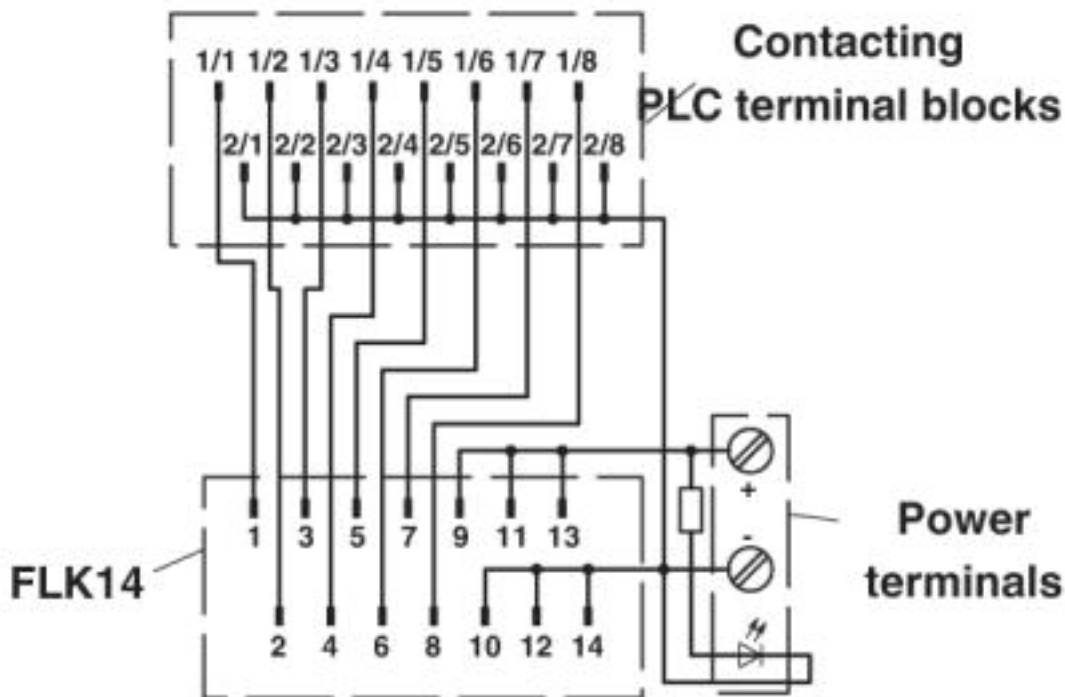 1/1 1/2 1/3 1/4 1/5 1/6 1/7 1/8
Contacting
PLC terminal blocks
2/1 2/2 2/3 2/4 2/5 2/6 2/7 2/8
+
1 3 5 7 9 11 13
-
Power
terminals
FLK14
2 4 6 8 10 12 14